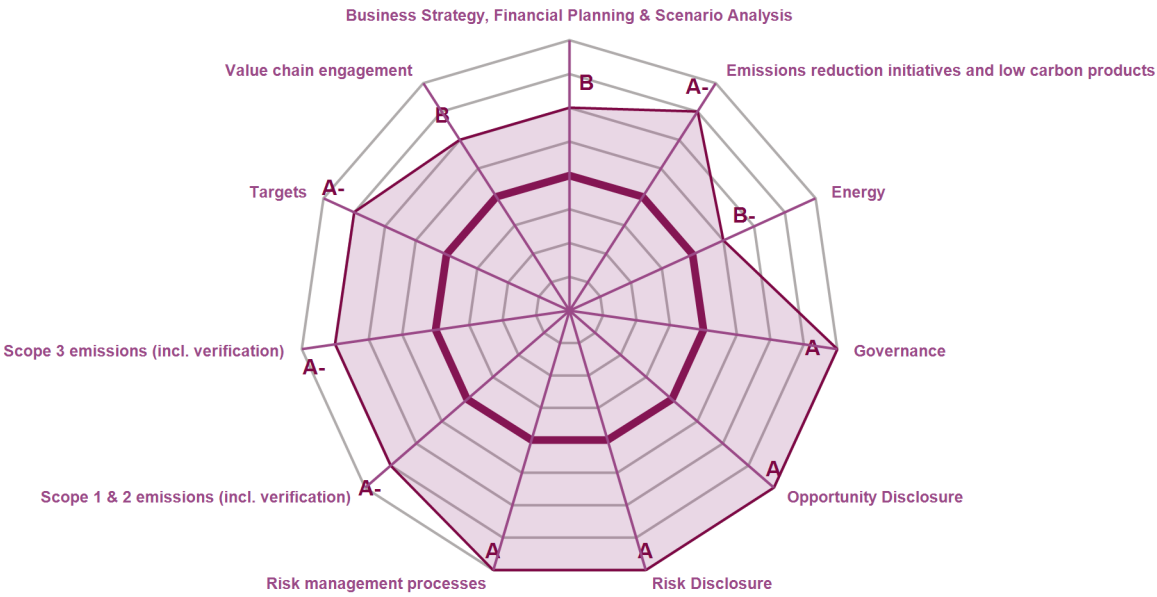 Business Strategy, Financial Planning & Scenario Analysis
Value chain engagement
Emissions reduction initiatives and low carbon products
B
A-
B
Targets
A-
Energy
B-
Scope 3 emissions (incl. verification)
A-
A
Governance
Scope 1 & 2 emissions (incl. verification)
A-
A
Opportunity Disclosure
A
A
Risk management processes
Risk Disclosure